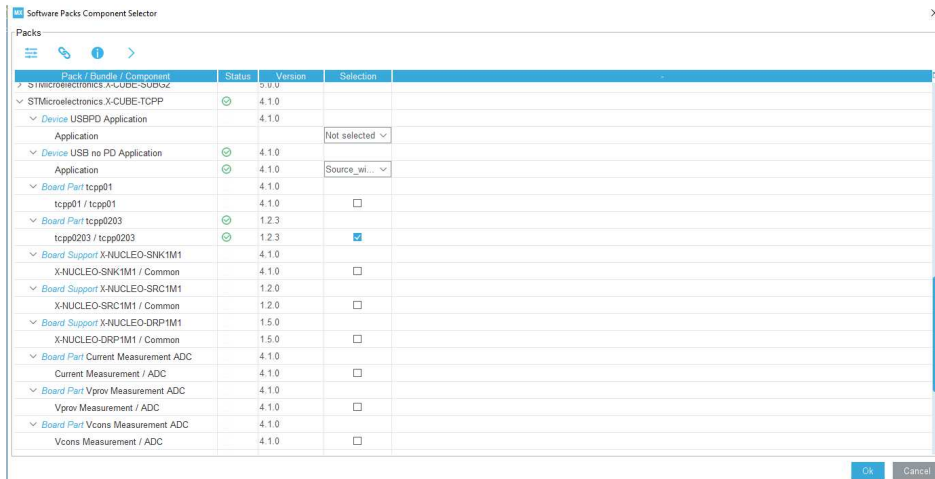 MX Software Packs Component Selector
Packs
Pack / Bundle / Component Status Version Selection -
STMicroelectronics.X-CUBE-SUBG2 5.0.0
STMicroelectronics.X-CUBE-TCPP 4.1.0
Device USBPD Application 4.1.0
Application Not selected
Device USB no PD Application 4.1.0
Application 4.1.0 Source_wi...
Board Part tcpp01 4.1.0
tcpp01 / tcpp01 4.1.0
Board Part tcpp0203 1.2.3
tcpp0203 / tcpp0203 1.2.3
Board Support X-NUCLEO-SNK1M1 4.1.0
X-NUCLEO-SNK1M1 / Common 4.1.0
Board Support X-NUCLEO-SRC1M1 1.2.0
X-NUCLEO-SRC1M1 / Common 1.2.0
Board Support X-NUCLEO-DRP1M1 1.5.0
X-NUCLEO-DRP1M1 / Common 1.5.0
Board Part Current Measurement ADC 4.1.0
Current Measurement / ADC 4.1.0
Board Part Vprov Measurement ADC 4.1.0
Vprov Measurement / ADC 4.1.0
Board Part Vcons Measurement ADC 4.1.0
Vcons Measurement / ADC 4.1.0
Ok Cancel